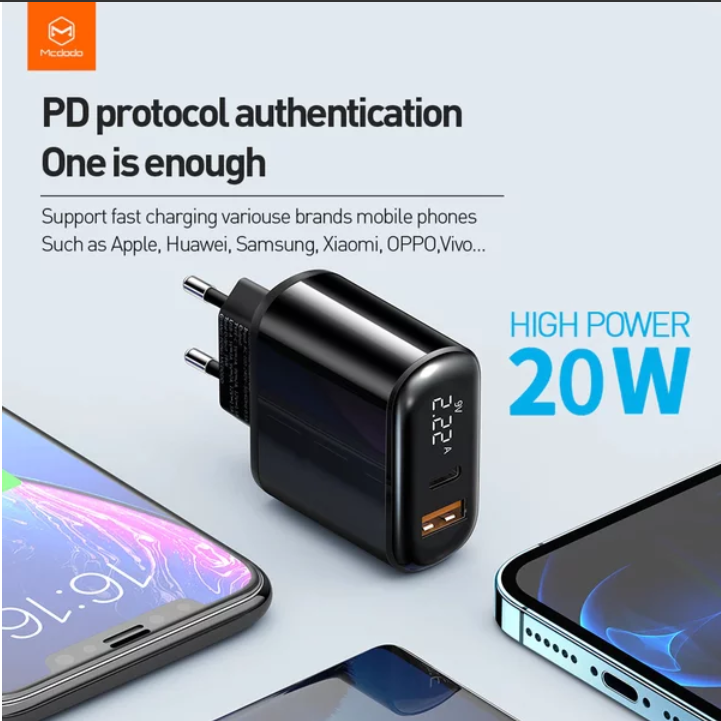 Mcdodo
PD protocol authentication
One is enough
Support fast charging variouse brands mobile phones
Such as Apple, Huawei, Samsung, Xiaomi, OPPO,Vivo...
HIGH POWER
20W
9V
2.22A
16:16